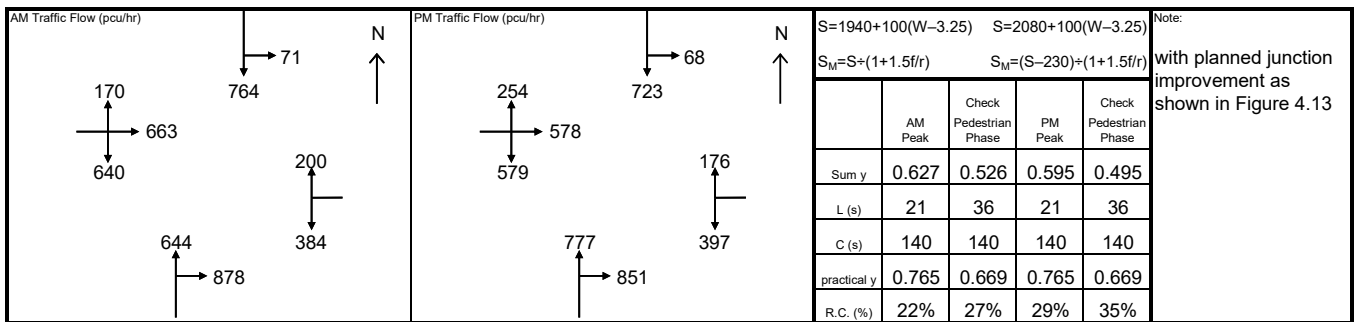 AM Traffic Flow (pcu/hr)
N
71
764
170
663
640
200
384
644
878
PM Traffic Flow (pcu/hr)
N
68
723
254
578
579
176
397
777
851
S=1940+100(W–3.25) S=2080+100(W–3.25)
SM=S÷(1+1.5f/r) SM=(S–230)÷(1+1.5f/r)
AM Peak Check Pedestrian Phase PM Peak Check Pedestrian Phase
Sum y 0.627 0.526 0.595 0.495
L (s) 21 36 21 36
C (s) 140 140 140 140
practical y 0.765 0.669 0.765 0.669
R.C. (%) 22% 27% 29% 35%
Note:
with planned junction
improvement as
shown in Figure 4.13